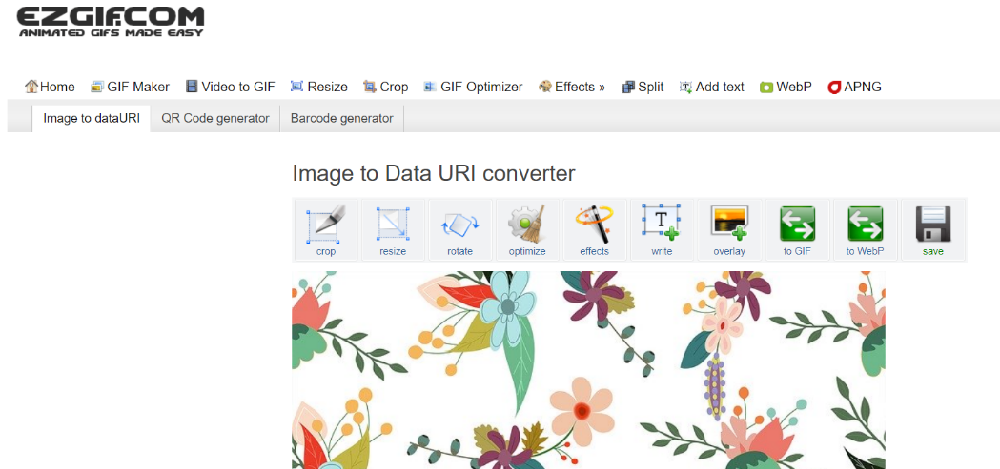 EZGIF.COM
ANIMATED GIFS MADE EASY
Home GIF Maker Video to GIF Resize Crop GIF Optimizer Effects » Split Add text WebP APNG
Image to dataURI QR Code generator Barcode generator
Image to Data URI converter
T
crop resize rotate optimize effects write overlay to GIF to WebP save